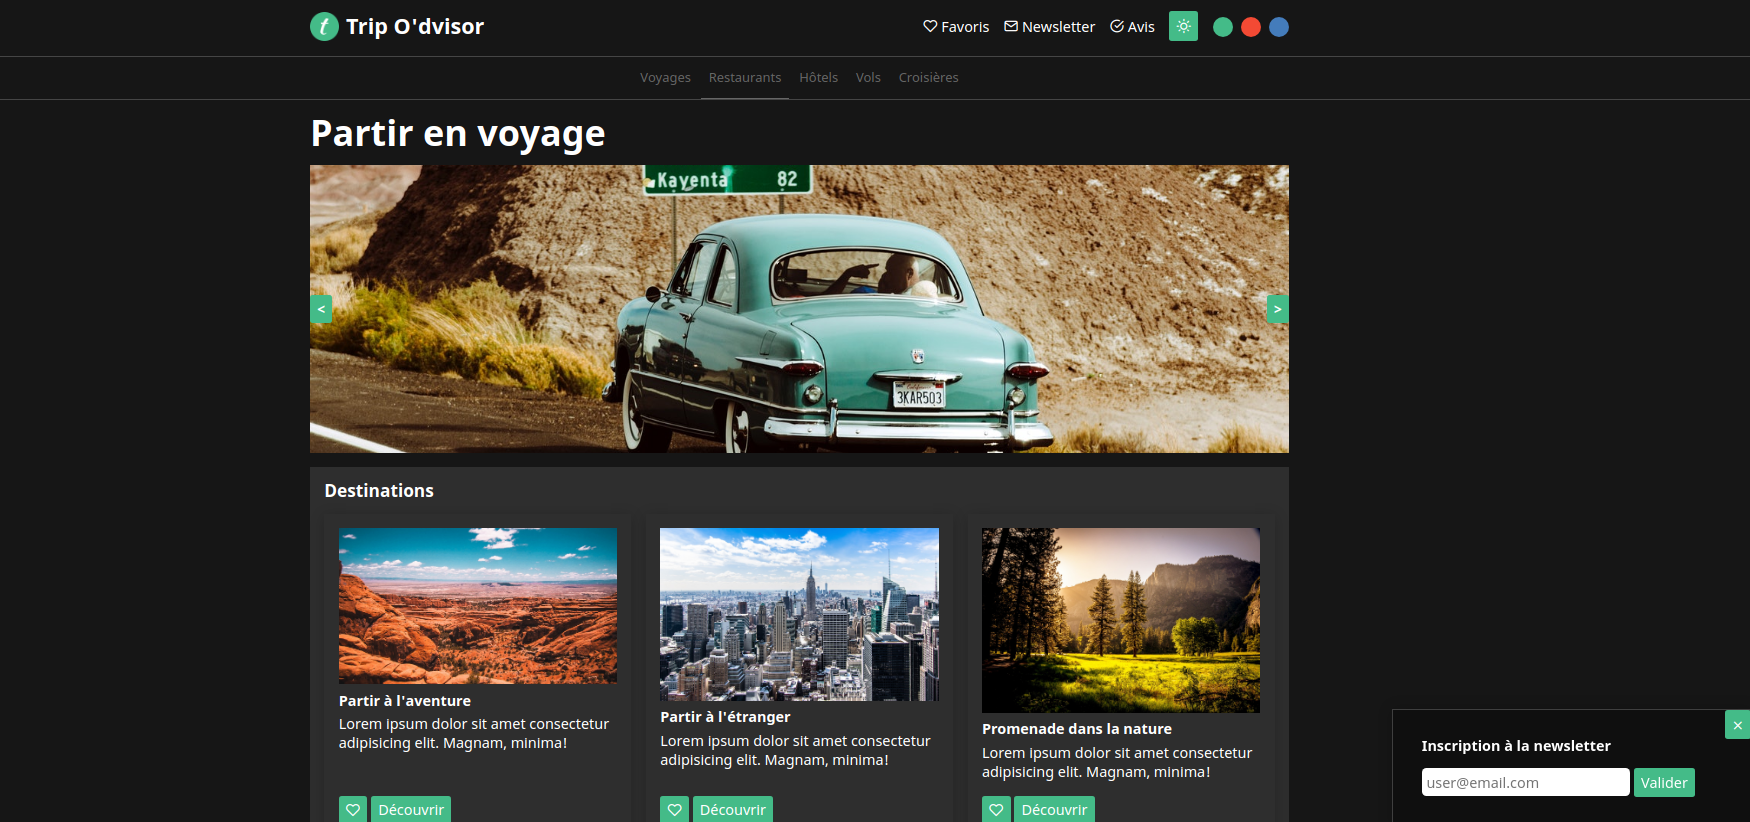 t Trip O'dvisor
Favoris Newsletter Avis
Voyages Restaurants Hôtels Vols Croisières
Partir en voyage
Kayenta 82
< >
California
3KAR503
Destinations
Partir à l'aventure
Lorem ipsum dolor sit amet consectetur
adipisicing elit. Magnam, minima!
Découvrir
Partir à l'étranger
Lorem ipsum dolor sit amet consectetur
adipisicing elit. Magnam, minima!
Découvrir
Promenade dans la nature
Lorem ipsum dolor sit amet consectetur
adipisicing elit. Magnam, minima!
Découvrir
×
Inscription à la newsletter
user@email.com Valider